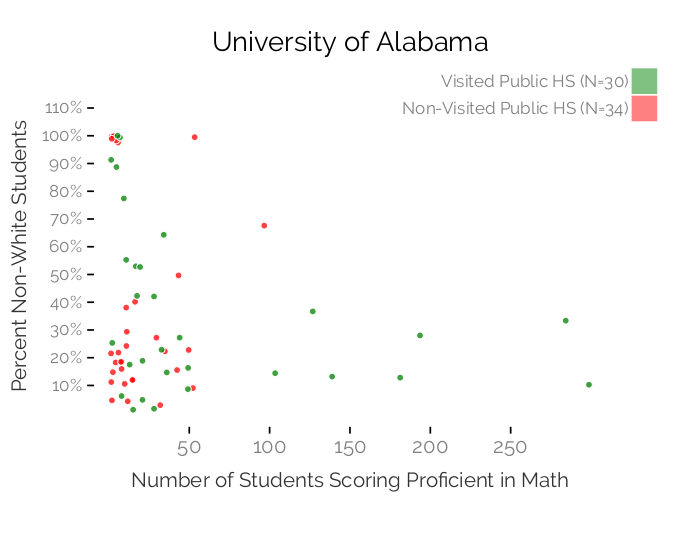 University of Alabama
Visited Public HS (N=30)
Non-Visited Public HS (N=34)
Percent Non-White Students
110%
100%
90%
80%
70%
60%
50%
40%
30%
20%
10%
50 100 150 200 250
Number of Students Scoring Proficient in Math